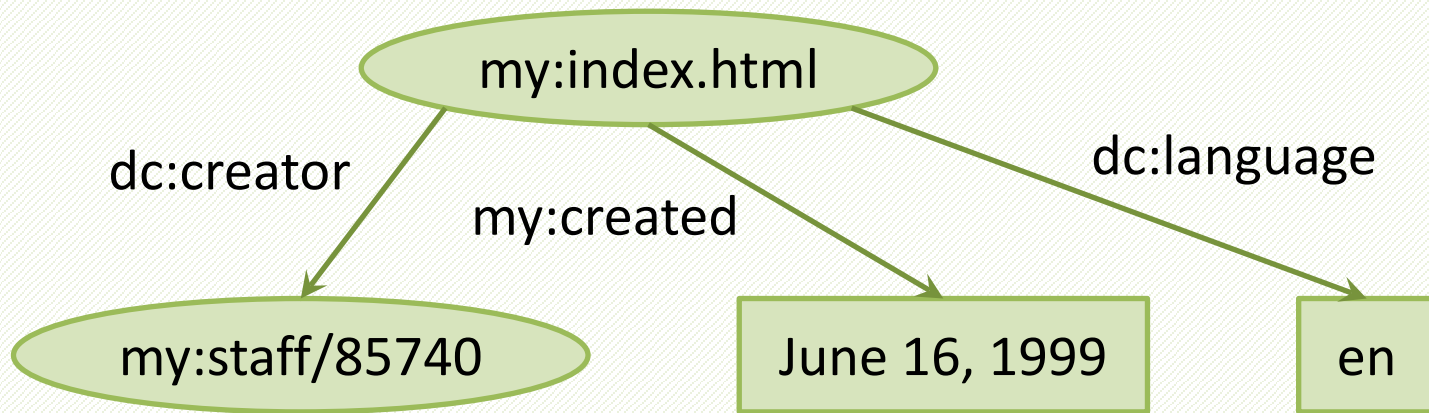 my:index.html
dc:creator
my:created
dc:language
my:staff/85740
June 16, 1999
en